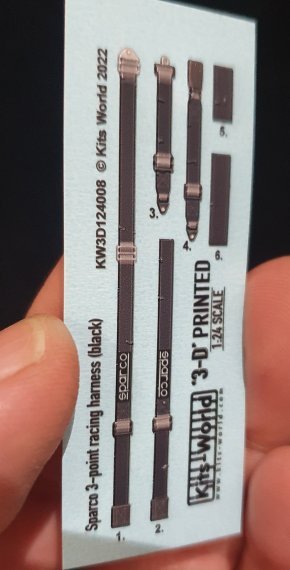 KW3D124008 © Kits World 2022
Sparco 3-point racing harness (black)
1.
2.
3.
4.
5.
6.
sparco
sparco
Kits-World '3-D' PRINTED
1:24 SCALE
www.kits-world.com